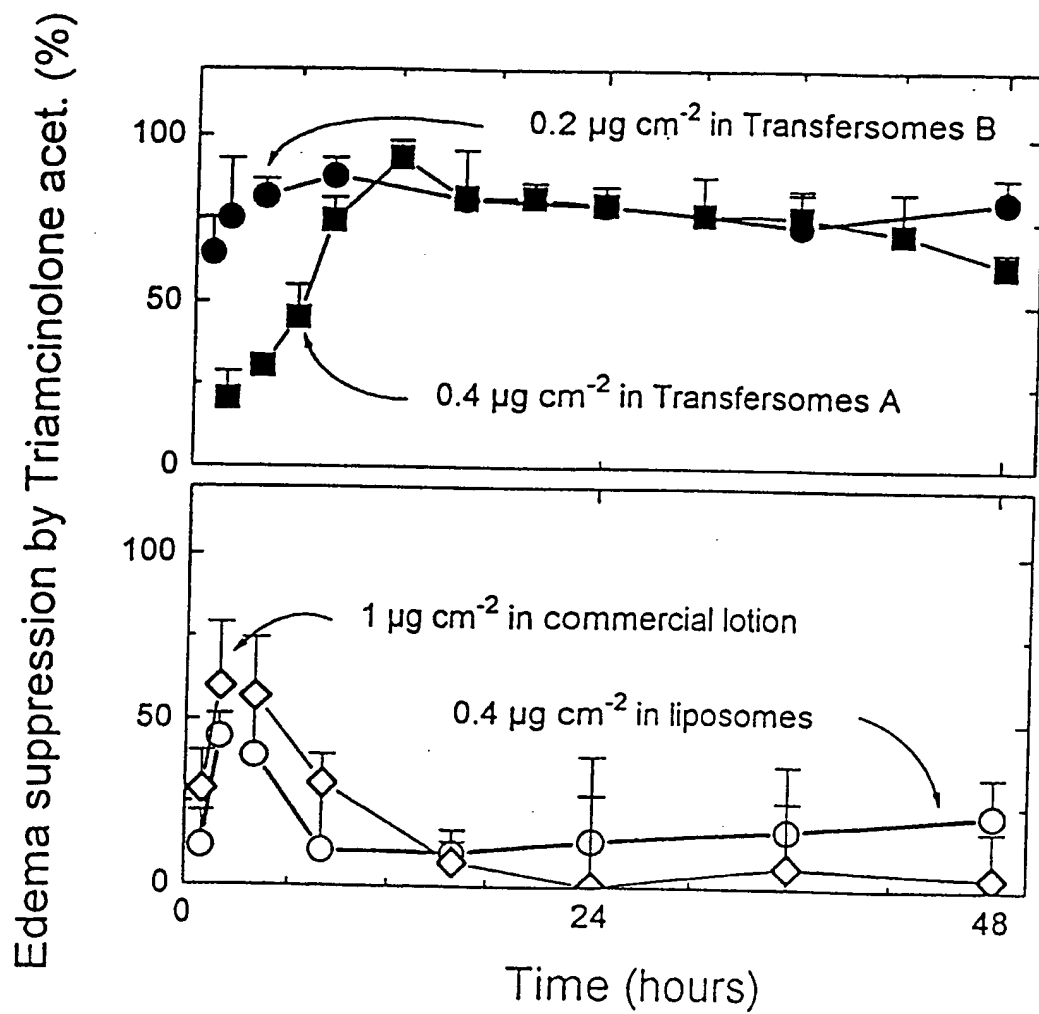 Edema suppression by Triamcinolone acet. (%)
100
50
0
0.2 µg cm-2 in Transfersomes B
0.4 µg cm-2 in Transfersomes A
100
50
0
1 µg cm-2 in commercial lotion
0.4 µg cm-2 in liposomes
0
24
48
Time (hours)